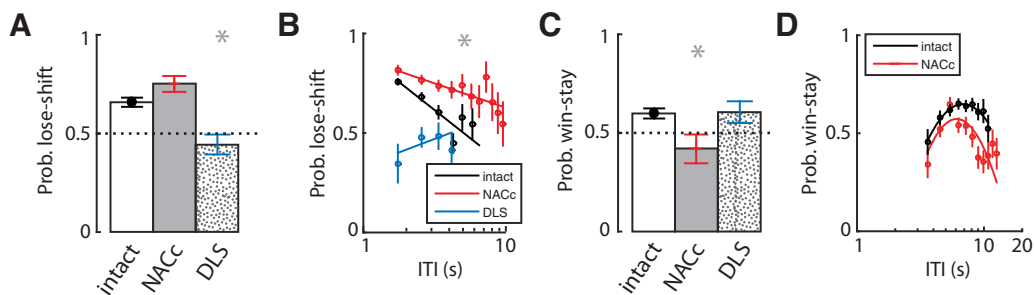 A
Prob. lose-shift
1
0.5
0
*
intact
NACc
DLS
B
Prob. lose-shift
1
0.5
0
*
intact
NACc
DLS
1
10
ITI (s)
C
Prob. win-stay
1
0.5
0
*
intact
NACc
DLS
D
Prob. win-stay
1
0.5
0
intact
NACc
1
10
20
ITI (s)